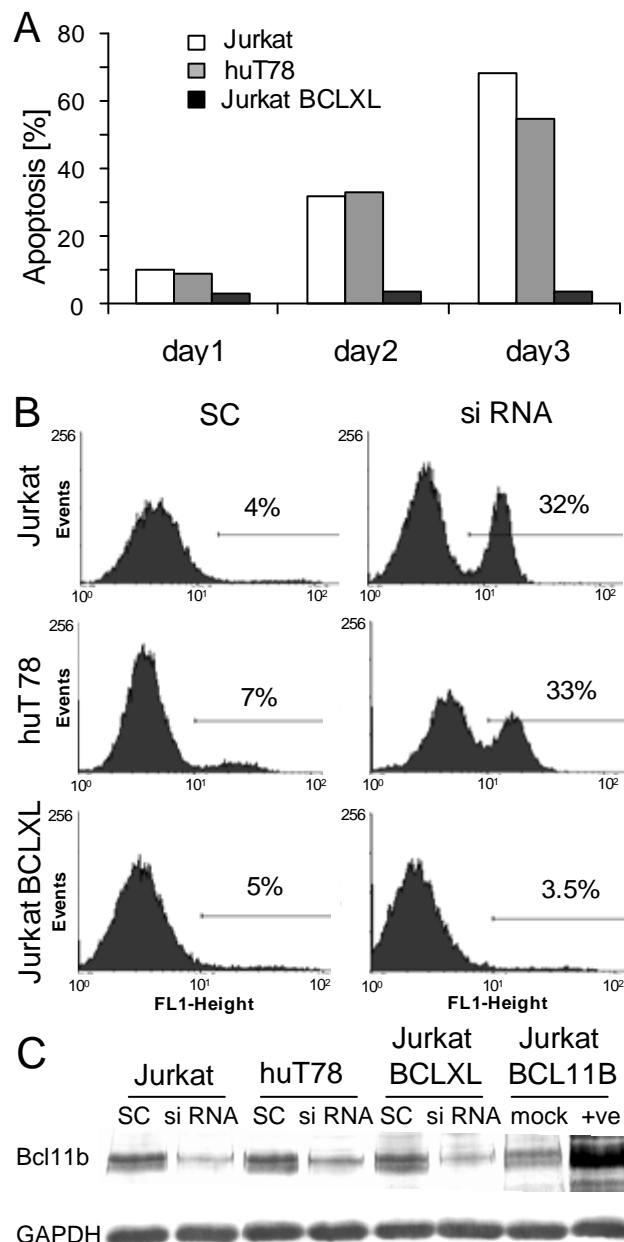 A
80
60
40
20
0
Apoptosis [%]
Jurkat
huT78
Jurkat BCLXL
day1 day2 day3
B
SC si RNA
Jurkat
256
Events
4%
10⁰ 10¹ 10²
256
32%
10⁰ 10¹ 10²
huT 78
256
Events
7%
10⁰ 10¹ 10²
256
33%
10⁰ 10¹ 10²
Jurkat BCLXL
256
Events
5%
10⁰ 10¹ 10²
FL1-Height
256
3.5%
10⁰ 10¹ 10²
FL1-Height
C
Jurkat huT78 Jurkat BCLXL Jurkat BCL11B
SC si RNA SC si RNA SC si RNA mock +ve
Bcl11b
GAPDH